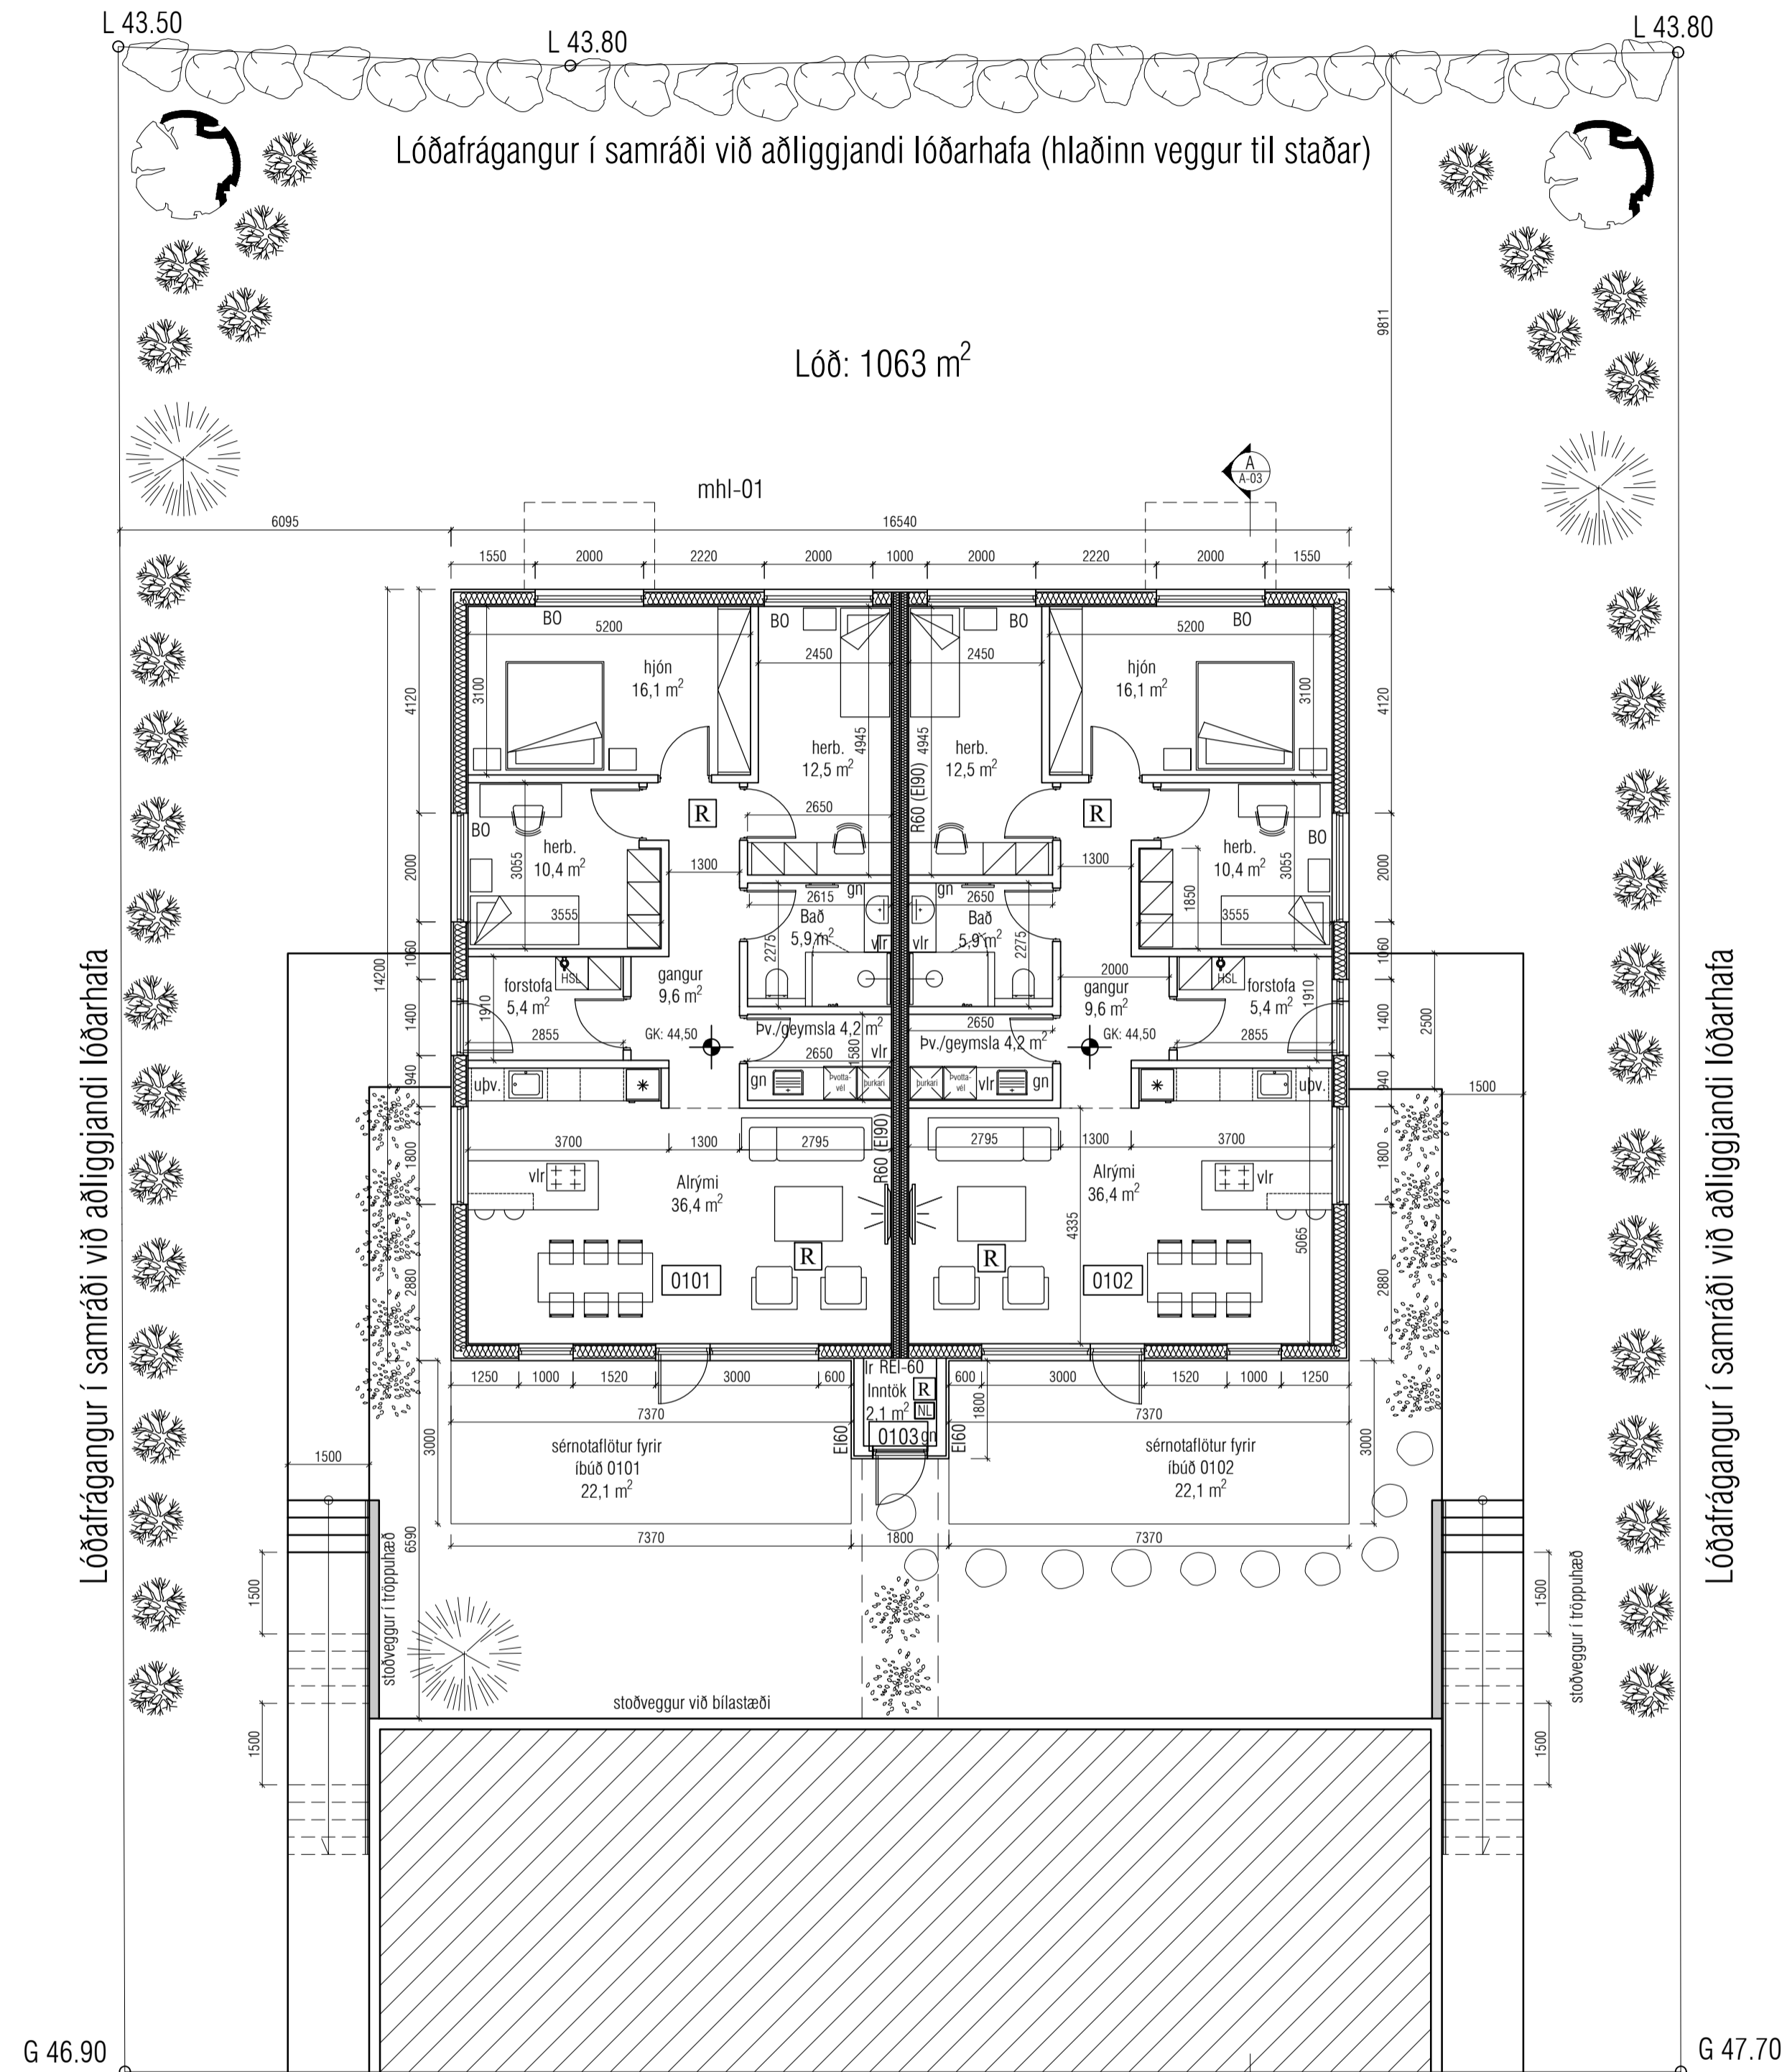 L 43.50
L 43.80
L 43.80
Lóðafrágangur í samráði við aðliggjandi lóðarhafa (hlaðinn veggur til staðar)
9811
Lóð: 1063 m²
mhl-01
A
A-03
6095
16540
1550
2000
2220
2000
1000
2000
2220
2000
1550
BO
BO
BO
BO
5200
2450
2450
5200
hjón
16,1 m²
hjón
16,1 m²
3100
3100
4120
4120
herb.
12,5 m²
4945
4945
herb.
12,5 m²
R60 (EI90)
2650
R
R
BO
BO
herb.
10,4 m²
herb.
10,4 m²
3055
3055
2000
2000
1300
1300
1850
gn
gn
2615
2650
3555
3555
Bað
5,9 m²
Bað
5,9 m²
vlr
vlr
2275
2275
1060
1060
14200
HSL
HSL
forstofa
5,4 m²
gangur
9,6 m²
2000
gangur
9,6 m²
forstofa
5,4 m²
1910
1910
1400
1400
2500
2855
2855
GK: 44,50
GK: 44,50
Þv./geymsla 4,2 m²
2650
Þv./geymsla 4,2 m²
2650
1580
vlr
uþv.
gn
Þvotta-
vél
þurkari
þurkari
Þvotta-
vél
vlr
gn
uþv.
940
940
1500
R60 (EI90)
3700
1300
2795
2795
1300
3700
1800
1800
vlr
vlr
Alrými
36,4 m²
Alrými
36,4 m²
4335
5065
R
R
0101
0102
2880
2880
Ir REI-60
Inntök
R
2,1 m²
NL
0103
gn
EI60
EI60
1800
1250
1000
1520
3000
600
600
3000
1520
1000
1250
7370
7370
3000
3000
sérnotaflötur fyrir
íbúð 0101
22,1 m²
sérnotaflötur fyrir
íbúð 0102
22,1 m²
1500
7370
1800
7370
6590
Lóðafrágangur í samráði við aðliggjandi lóðarhafa
Lóðafrágangur í samráði við aðliggjandi lóðarhafa
stoðveggur í tröppuhæð
stoðveggur í tröppuhæð
1500
1500
1500
1500
stoðveggur við bílastæði
G 46.90
G 47.70